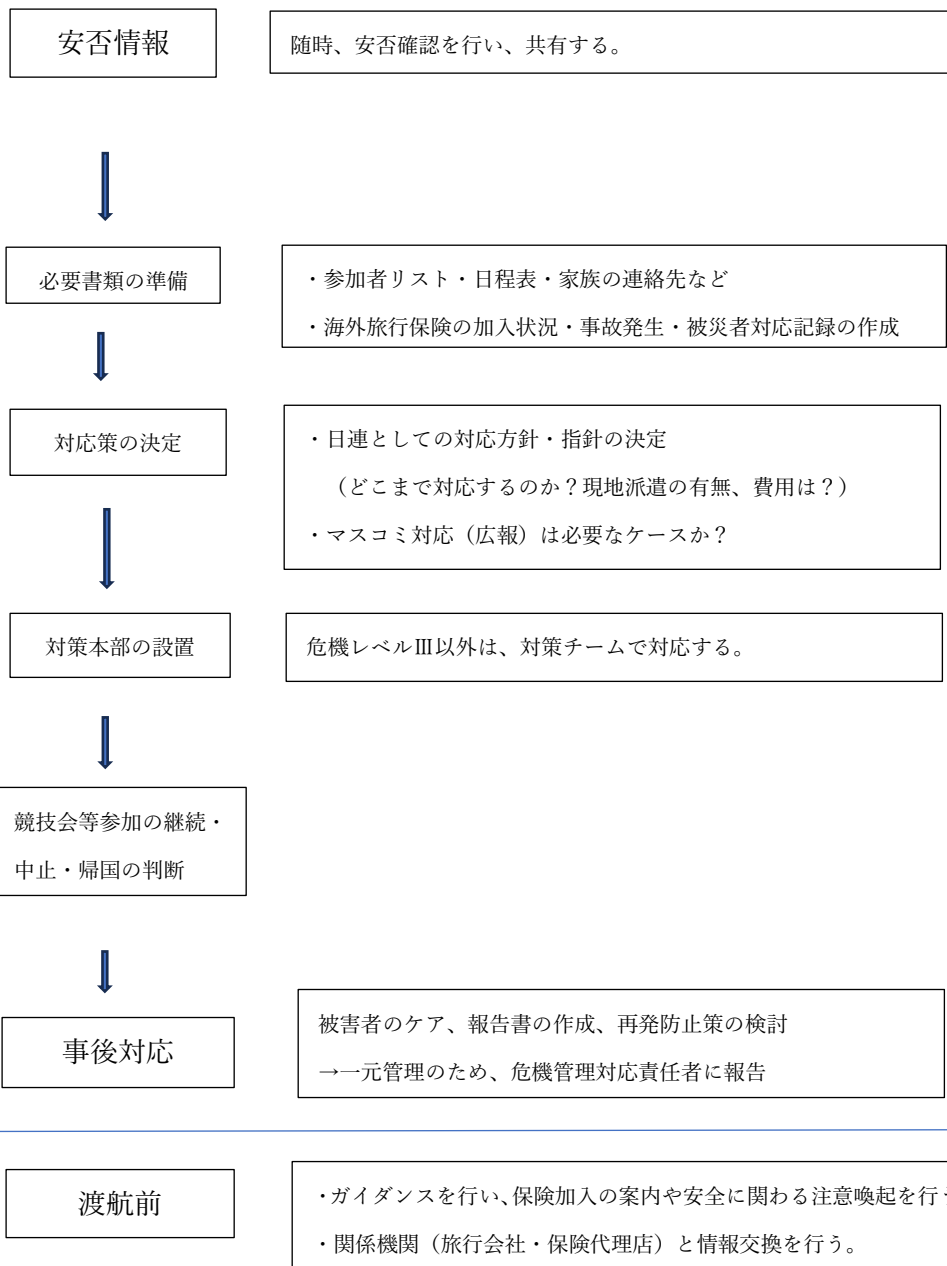 安否情報
随時、安否確認を行い、共有する。
必要書類の準備
・参加者リスト・日程表・家族の連絡先など
・海外旅行保険の加入状況・事故発生・被災者対応記録の作成
対応策の決定
・日連としての対応方針・指針の決定
（どこまで対応するのか？現地派遣の有無、費用は？）
・マスコミ対応（広報）は必要なケースか？
対策本部の設置
危機レベルⅢ以外は、対策チームで対応する。
競技会等参加の継続・
中止・帰国の判断
事後対応
被害者のケア、報告書の作成、再発防止策の検討
→一元管理のため、危機管理対応責任者に報告
渡航前
・ガイダンスを行い、保険加入の案内や安全に関わる注意喚起を行う
・関係機関（旅行会社・保険代理店）と情報交換を行う。